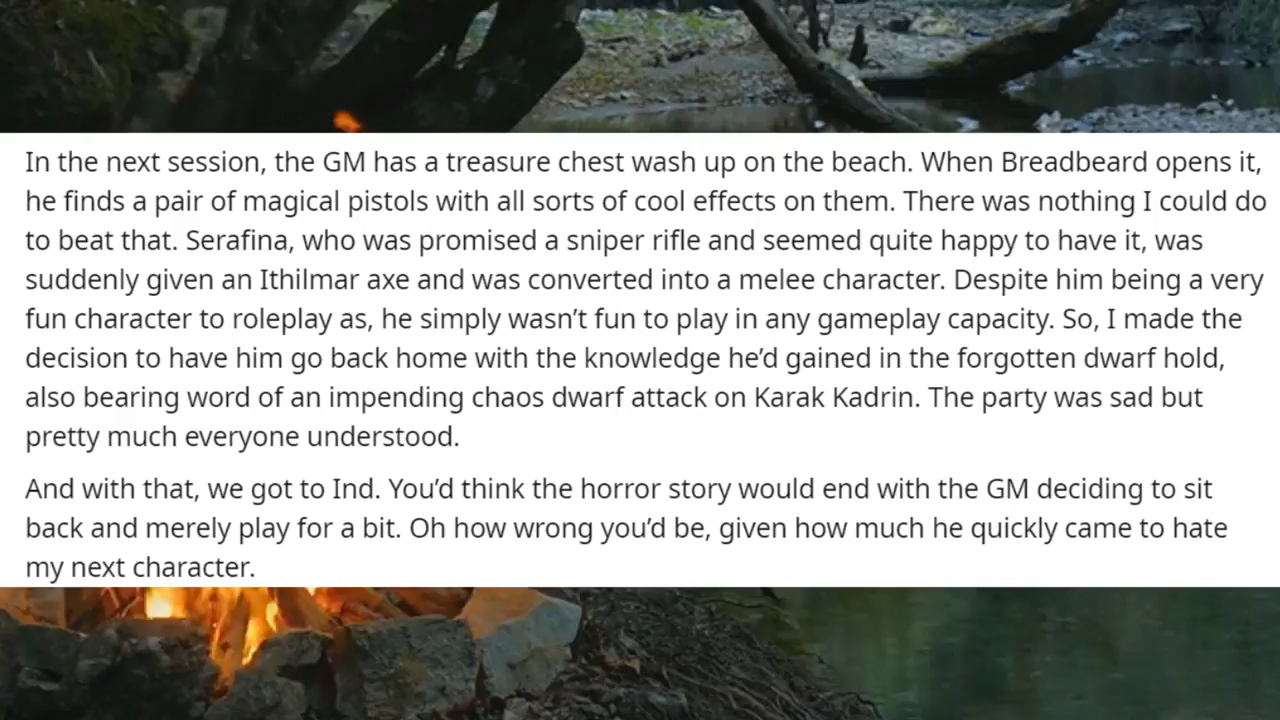 In the next session, the GM has a treasure chest wash up on the beach. When Breadbeard opens it,
he finds a pair of magical pistols with all sorts of cool effects on them. There was nothing I could do
to beat that. Serafina, who was promised a sniper rifle and seemed quite happy to have it, was
suddenly given an Ithilmar axe and was converted into a melee character. Despite him being a very
fun character to roleplay as, he simply wasn’t fun to play in any gameplay capacity. So, I made the
decision to have him go back home with the knowledge he’d gained in the forgotten dwarf hold,
also bearing word of an impending chaos dwarf attack on Karak Kadrin. The party was sad but
pretty much everyone understood.
And with that, we got to Ind. You’d think the horror story would end with the GM deciding to sit
back and merely play for a bit. Oh how wrong you’d be, given how much he quickly came to hate
my next character.